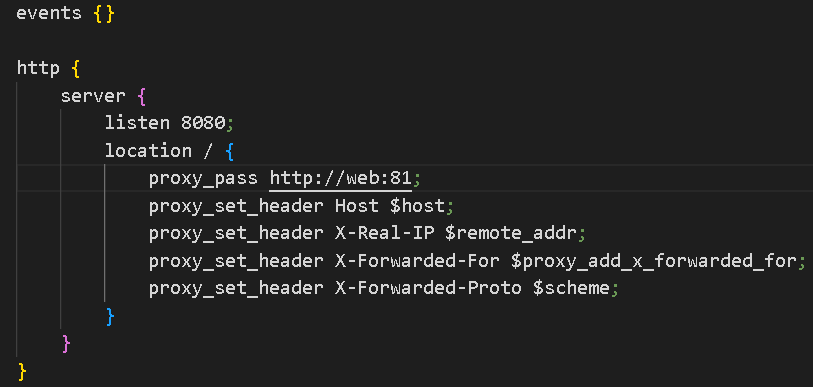 events {}
http {
server {
listen 8080;
location / {
proxy_pass http://web:81;
proxy_set_header Host $host;
proxy_set_header X-Real-IP $remote_addr;
proxy_set_header X-Forwarded-For $proxy_add_x_forwarded_for;
proxy_set_header X-Forwarded-Proto $scheme;
}
}
}